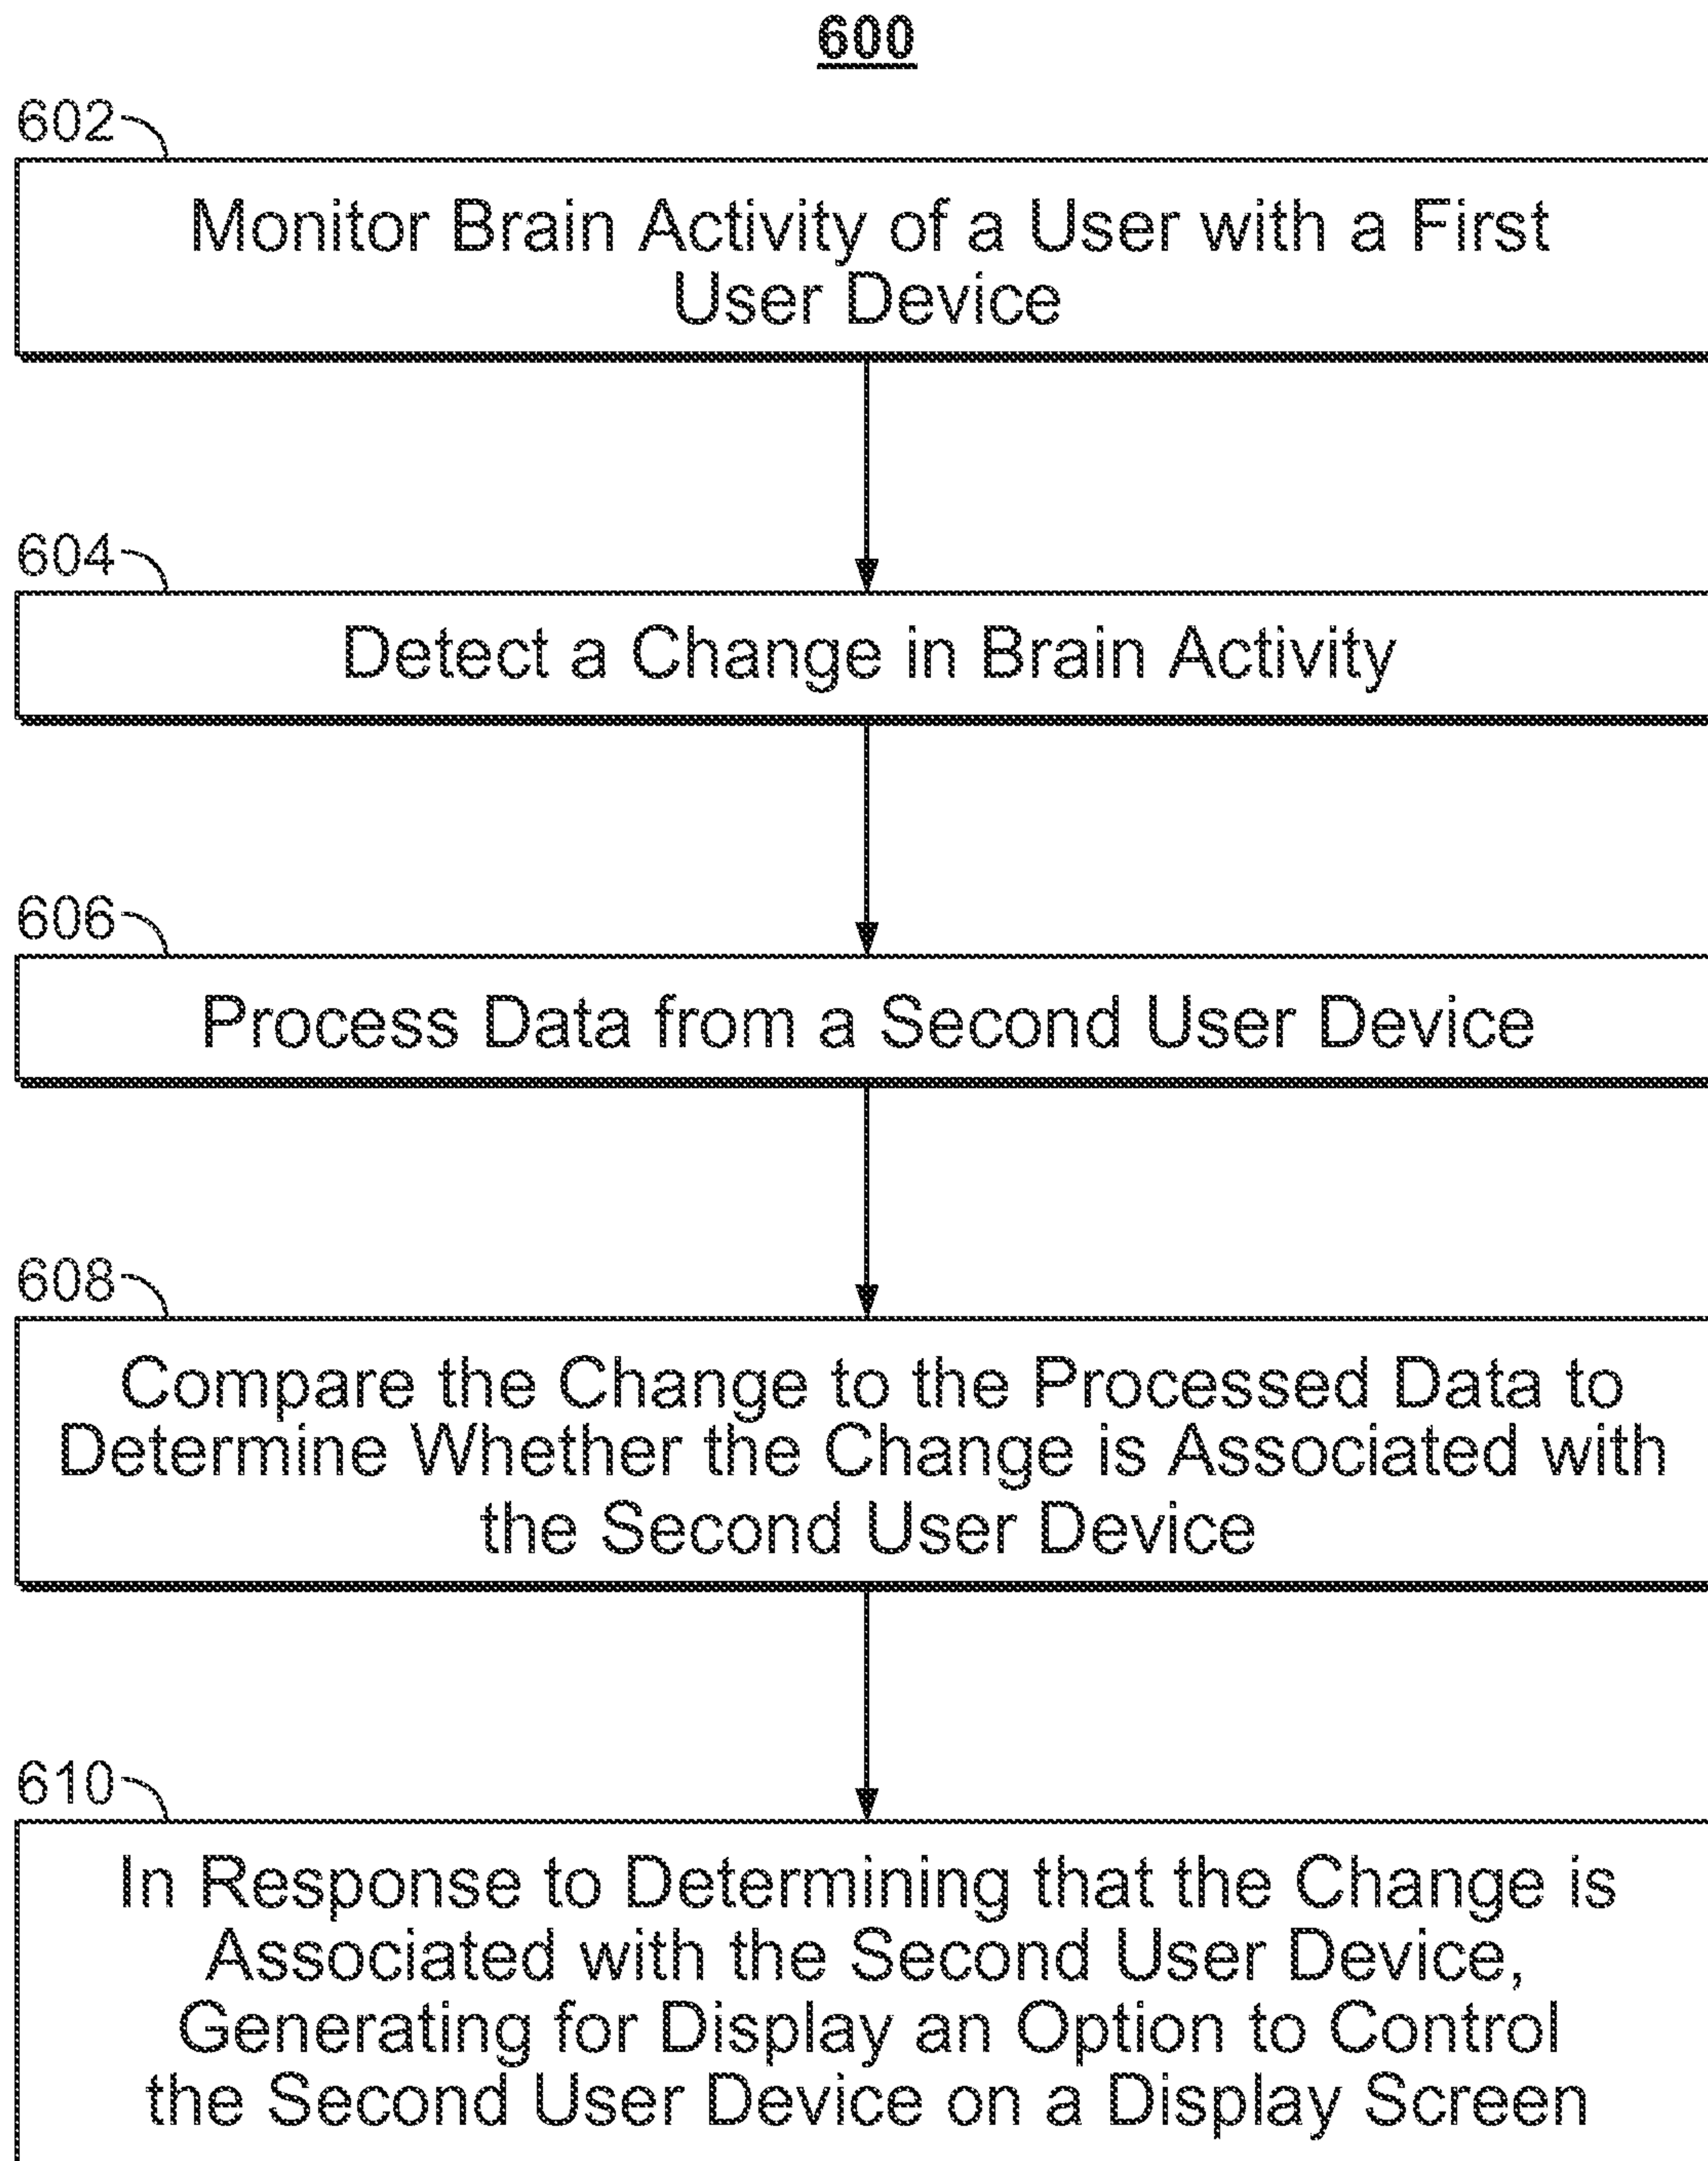 600
602
Monitor Brain Activity of a User with a First
User Device
604
Detect a Change in Brain Activity
606
Process Data from a Second User Device
608
Compare the Change to the Processed Data to
Determine Whether the Change is Associated with
the Second User Device
610
In Response to Determining that the Change is
Associated with the Second User Device,
Generating for Display an Option to Control
the Second User Device on a Display Screen